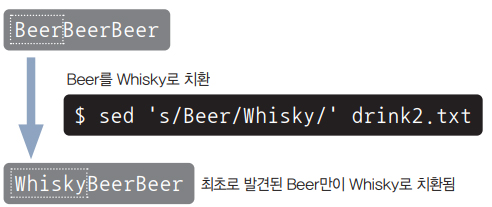 BeerBeerBeer
Beer를 Whisky로 치환
$ sed 's/Beer/Whisky/' drink2.txt
WhiskyBeerBeer 최초로 발견된 Beer만이 Whisky로 치환됨